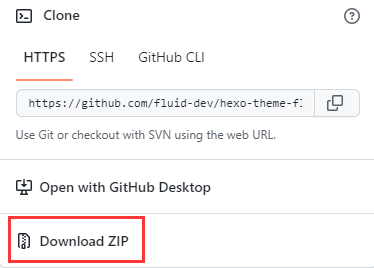 Clone
HTTPS SSH GitHub CLI
https://github.com/fluid-dev/hexo-theme-fl
Use Git or checkout with SVN using the web URL.
Open with GitHub Desktop
Download ZIP